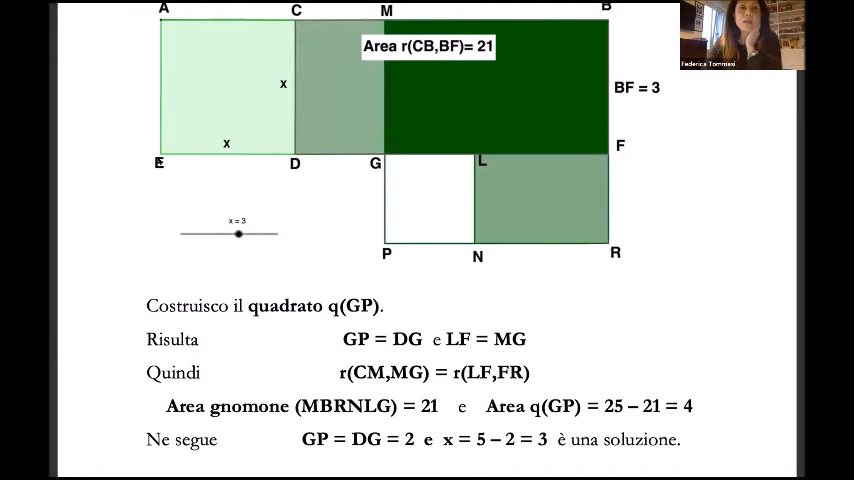 A C M B
Area r(CB,BF)= 21
x
BF = 3
x
F
E D G L
x = 3
P N R
Costruisco il quadrato q(GP).
Risulta GP = DG e LF = MG
Quindi r(CM,MG) = r(LF,FR)
Area gnomone (MBRNLG) = 21 e Area q(GP) = 25 – 21 = 4
Ne segue GP = DG = 2 e x = 5 – 2 = 3 è una soluzione.
Federica Tommasi